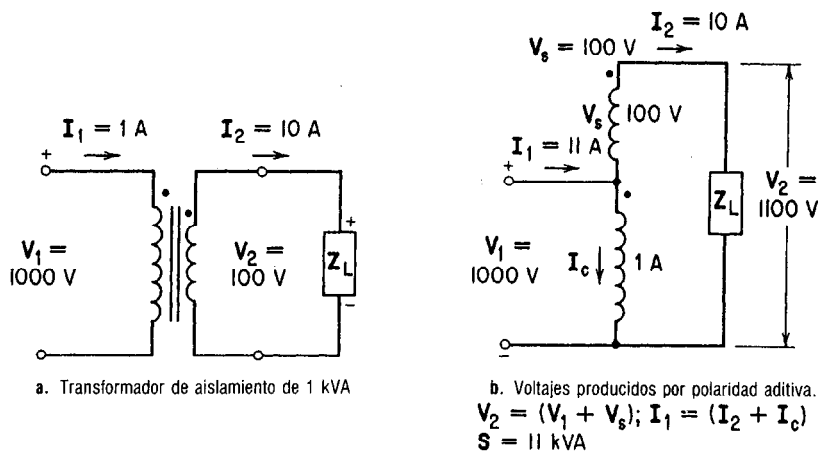 I₁ = 1 A
I₂ = 10 A
+
V₁ =
1000 V
V₂ =
100 V
+
Z_L
−
a. Transformador de aislamiento de 1 kVA
V_s = 100 V
I₂ = 10 A
V_s
100 V
I₁ = 11 A
+
V₁ =
1000 V
I_c
1 A
Z_L
V₂ =
1100 V
−
b. Voltajes producidos por polaridad aditiva.
V₂ = (V₁ + V_s); I₁ = (I₂ + I_c)
S = 11 kVA